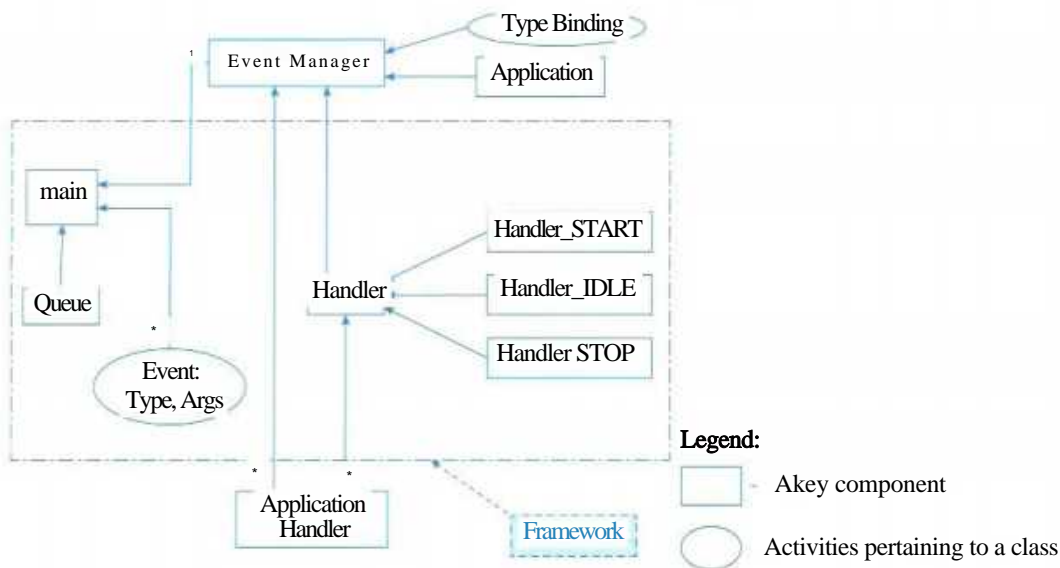 Type Binding
1
Event Manager
Application
main
Handler_START
Queue
Handler
Handler_IDLE
*
Handler STOP
Event:
Type, Args
*
*
Application
Handler
Framework
Legend:
Akey component
Activities pertaining to a class